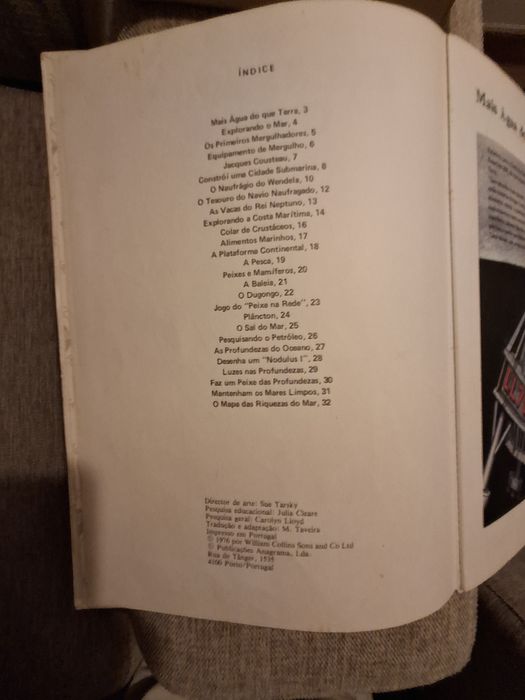 ÍNDICE
Mais Água do que Terra, 3
Explorando o Mar, 4
Os Primeiros Mergulhadores, 5
Equipamento de Mergulho, 6
Jacques Cousteau, 7
Constrói uma Cidade Submarina, 8
O Naufrágio do Wendela, 10
O Tesouro do Navio Naufragado, 12
As Vacas do Rei Neptuno, 13
Explorando a Costa Marítima, 14
Colar de Crustáceos, 16
Alimentos Marinhos, 17
A Plataforma Continental, 18
A Pesca, 19
Peixes e Mamíferos, 20
A Baleia, 21
O Dugongo, 22
Jogo do "Peixe na Rede", 23
Plâncton, 24
O Sal do Mar, 25
Pesquisando o Petróleo, 26
As Profundezas do Oceano, 27
Desenha um "Nodulus I", 28
Luzes nas Profundezas, 29
Faz um Peixe das Profundezas, 30
Mantenham os Mares Limpos, 31
O Mapa das Riquezas do Mar, 32
Director de arte: Sue Tarsky
Pesquisa educacional: Julia Cizare
Pesquisa geral: Carolyn Lloyd
Tradução e adaptação: M. Taveira
Impresso em Portugal
© 1976 por William Collins Sons and Co Ltd
© Publicações Anagrama, Lda.
Rua de Tânger, 1535
4100 Porto/Portugal
Mais Água do